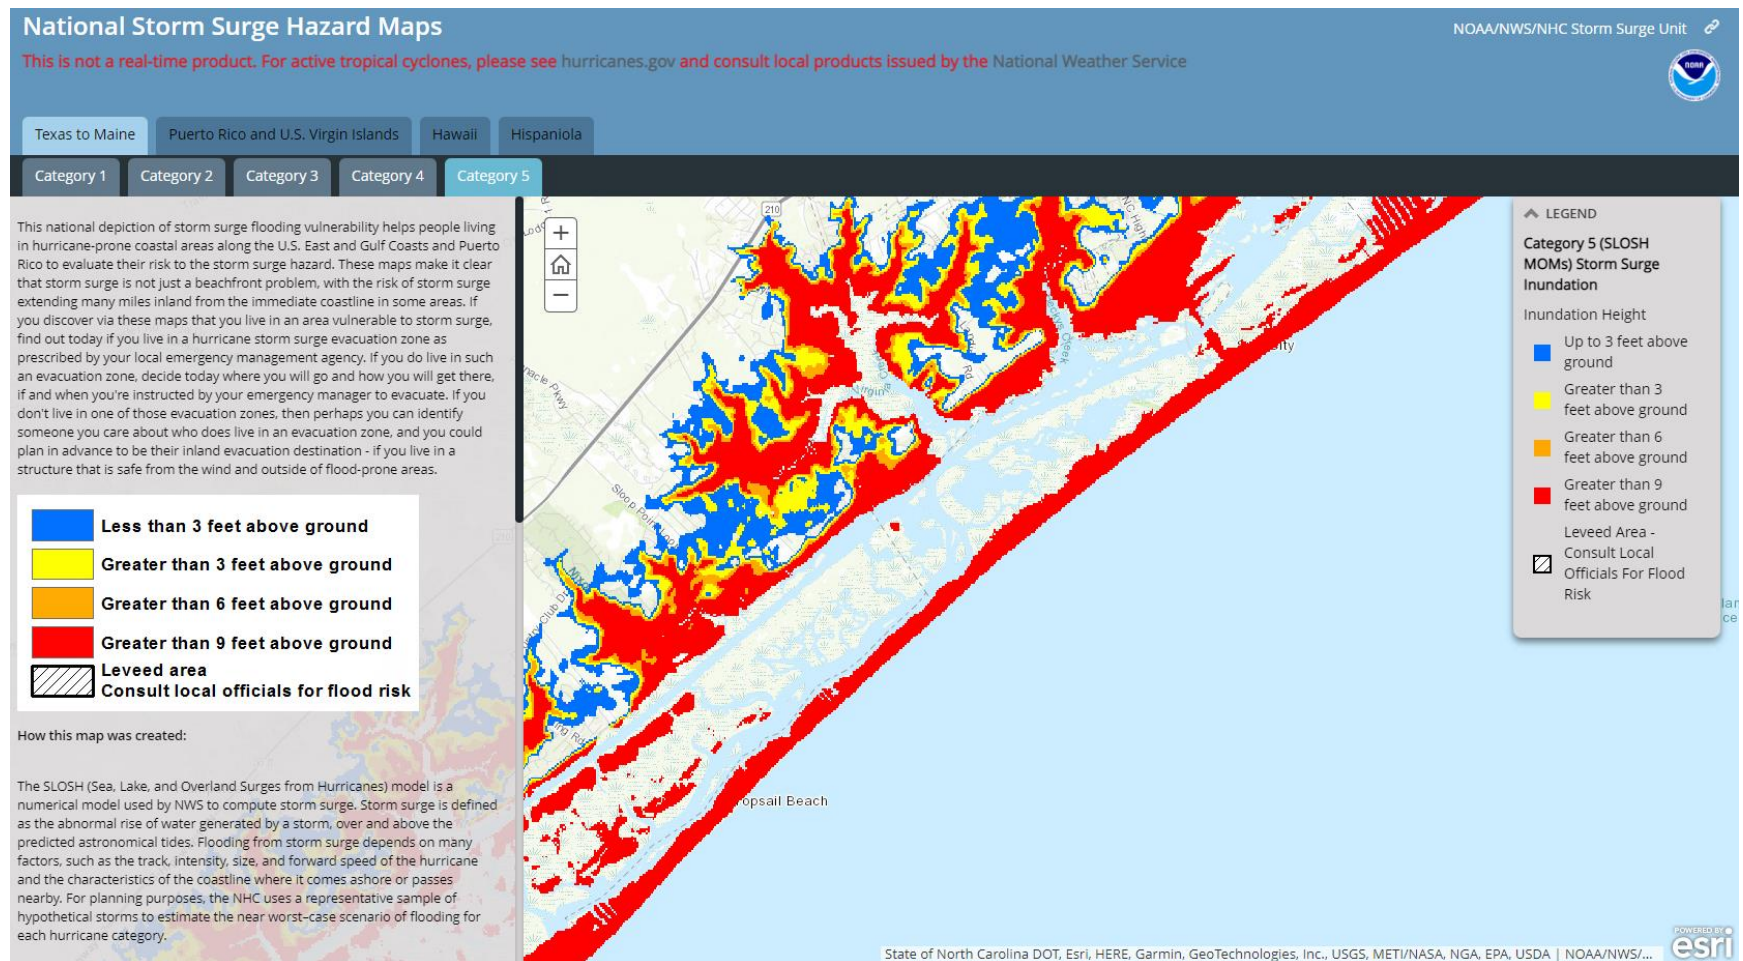 National Storm Surge Hazard Maps
NOAA/NWS/NHC Storm Surge Unit
This is not a real-time product. For active tropical cyclones, please see hurricanes.gov and consult local products issued by the National Weather Service
Texas to Maine
Puerto Rico and U.S. Virgin Islands
Hawaii
Hispaniola
Category 1
Category 2
Category 3
Category 4
Category 5
This national depiction of storm surge flooding vulnerability helps people living
in hurricane-prone coastal areas along the U.S. East and Gulf Coasts and Puerto
Rico to evaluate their risk to the storm surge hazard. These maps make it clear
that storm surge is not just a beachfront problem, with the risk of storm surge
extending many miles inland from the immediate coastline in some areas. If
you discover via these maps that you live in an area vulnerable to storm surge,
find out today if you live in a hurricane storm surge evacuation zone as
prescribed by your local emergency management agency. If you do live in such
an evacuation zone, decide today where you will go and how you will get there,
if and when you're instructed by your emergency manager to evacuate. If you
don't live in one of those evacuation zones, then perhaps you can identify
someone you care about who does live in an evacuation zone, and you could
plan in advance to be their inland evacuation destination - if you live in a
structure that is safe from the wind and outside of flood-prone areas.
Less than 3 feet above ground
Greater than 3 feet above ground
Greater than 6 feet above ground
Greater than 9 feet above ground
Leveed area
Consult local officials for flood risk
How this map was created:
The SLOSH (Sea, Lake, and Overland Surges from Hurricanes) model is a
numerical model used by NWS to compute storm surge. Storm surge is defined
as the abnormal rise of water generated by a storm, over and above the
predicted astronomical tides. Flooding from storm surge depends on many
factors, such as the track, intensity, size, and forward speed of the hurricane
and the characteristics of the coastline where it comes ashore or passes
nearby. For planning purposes, the NHC uses a representative sample of
hypothetical storms to estimate the near worst–case scenario of flooding for
each hurricane category.
210
Pkwy
Sloop Point
Club Dr
Rd
Virginia
Creek
NC High
opsail Beach
LEGEND
Category 5 (SLOSH
MOMs) Storm Surge
Inundation
Inundation Height
Up to 3 feet above
ground
Greater than 3
feet above ground
Greater than 6
feet above ground
Greater than 9
feet above ground
Leveed Area -
Consult Local
Officials For Flood
Risk
State of North Carolina DOT, Esri, HERE, Garmin, GeoTechnologies, Inc., USGS, METI/NASA, NGA, EPA, USDA | NOAA/NWS/...
POWERED BY
esri